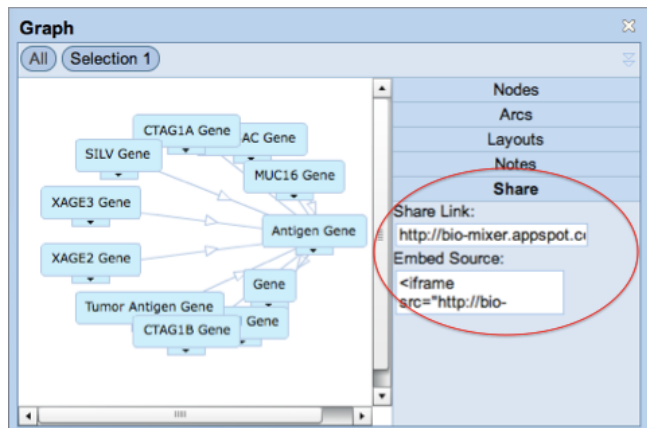 Graph
All
Selection 1
CTAG1A Gene
AC Gene
SILV Gene
MUC16 Gene
XAGE3 Gene
Antigen Gene
XAGE2 Gene
Gene
Tumor Antigen Gene
Gene
CTAG1B Gene
Nodes
Arcs
Layouts
Notes
Share
Share Link:
http://bio-mixer.appspot.c
Embed Source:
<iframe
src="http://bio-